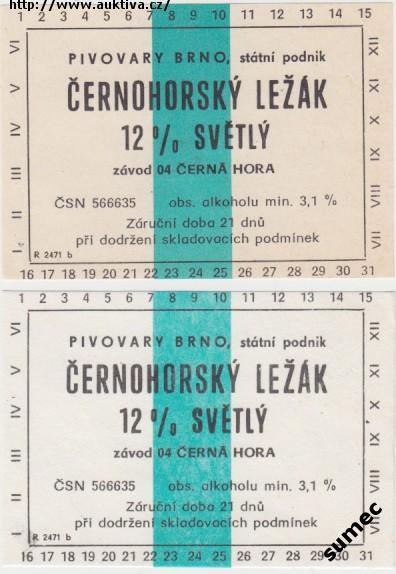 http://www.auktiva.cz/
1 2 3 4 5 6 7 8 9 10 11 12 13 14 15
I II III IV V VI
PIVOVARY BRNO, státní podnik
ČERNOHORSKÝ LEŽÁK
12 % SVĚTLÝ
závod 04 ČERNÁ HORA
ČSN 566635 obs. alkoholu min. 3,1 %
Záruční doba 21 dnů
při dodržení skladovacích podmínek
R 2471 b
VII VIII IX X XI XII
16 17 18 19 20 21 22 23 24 25 26 27 28 29 30 31
1 2 3 4 5 6 7 8 9 10 11 12 13 14 15
I II III IV V VI
PIVOVARY BRNO, státní podnik
ČERNOHORSKÝ LEŽÁK
12 % SVĚTLÝ
závod 04 ČERNÁ HORA
ČSN 566635 obs. alkoholu min. 3,1 %
Záruční doba 21 dnů
při dodržení skladovacích podmínek
R 2471 b
VII VIII IX X XI XII
16 17 18 19 20 21 22 23 24 25 26 27 28 29 30 31
sumec